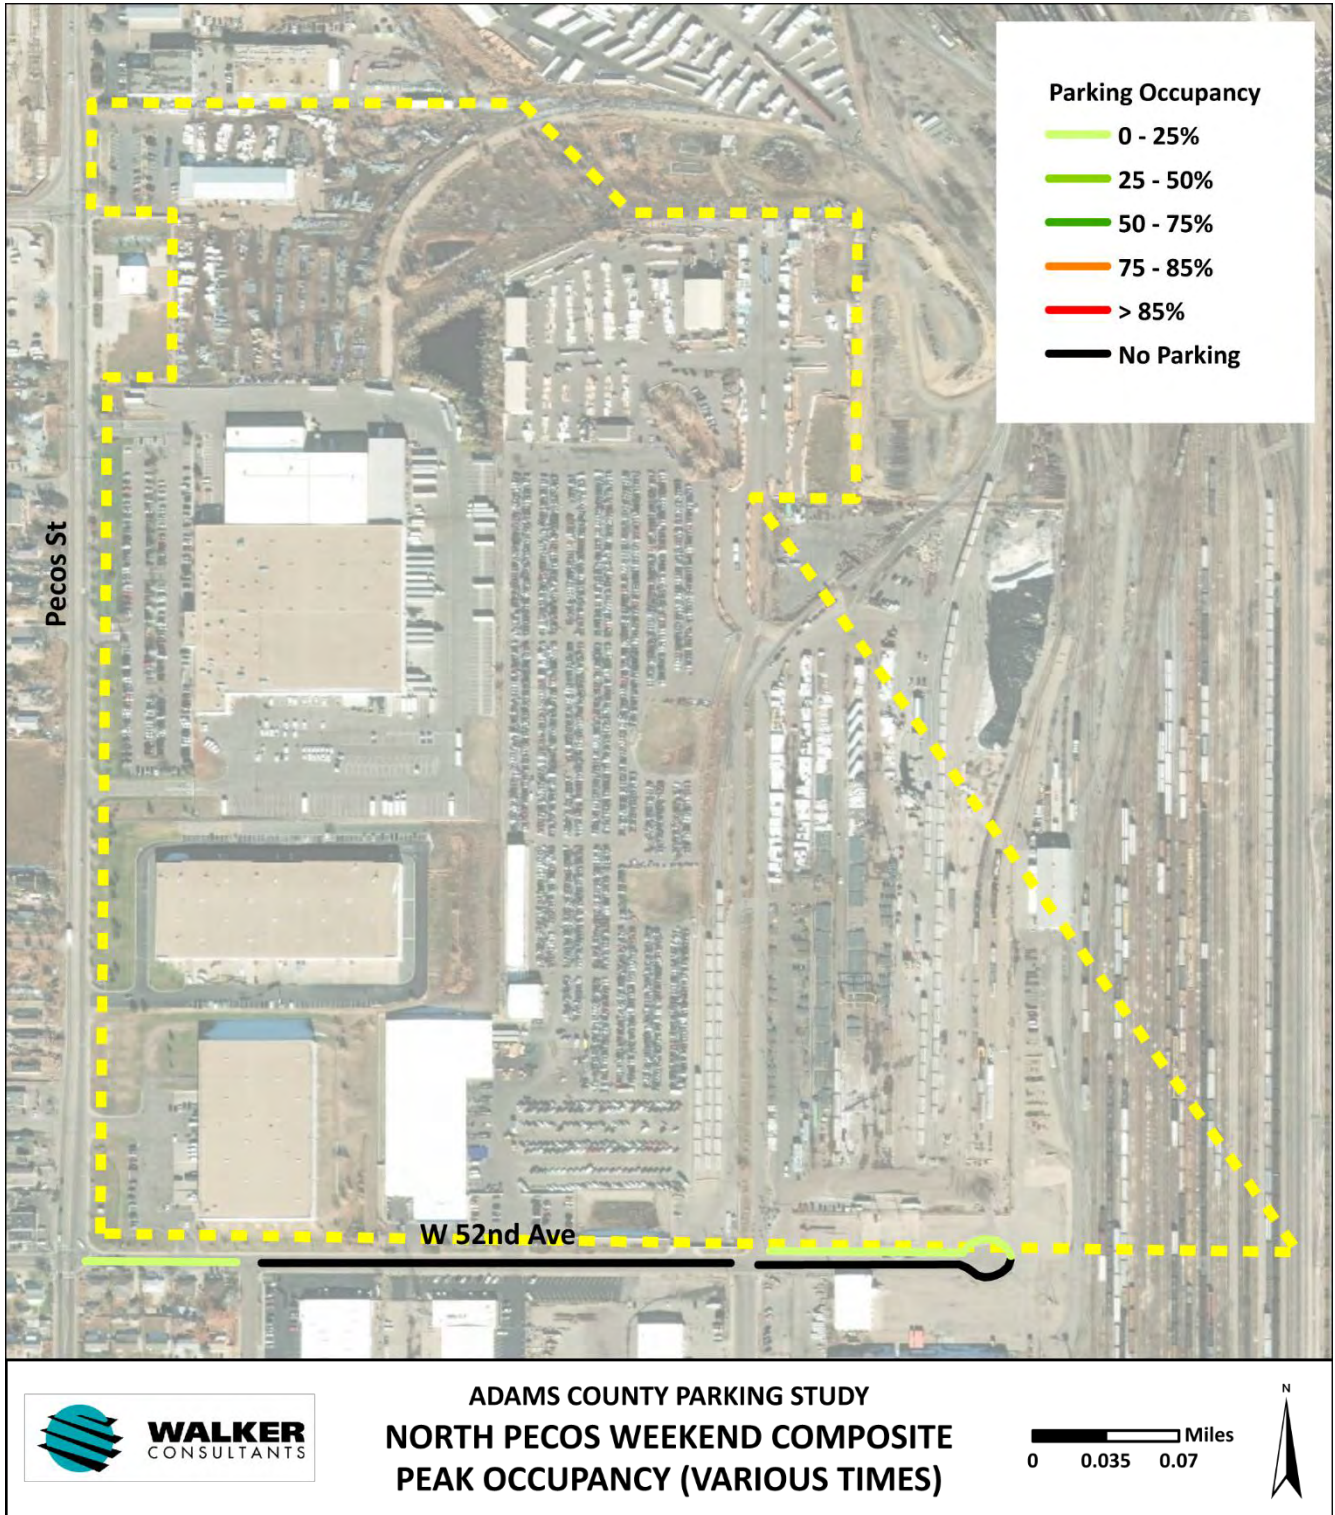 Parking Occupancy
0 - 25%
25 - 50%
50 - 75%
75 - 85%
> 85%
No Parking
Pecos St
W 52nd Ave
WALKER
CONSULTANTS
ADAMS COUNTY PARKING STUDY
NORTH PECOS WEEKEND COMPOSITE
PEAK OCCUPANCY (VARIOUS TIMES)
Miles
0 0.035 0.07
N